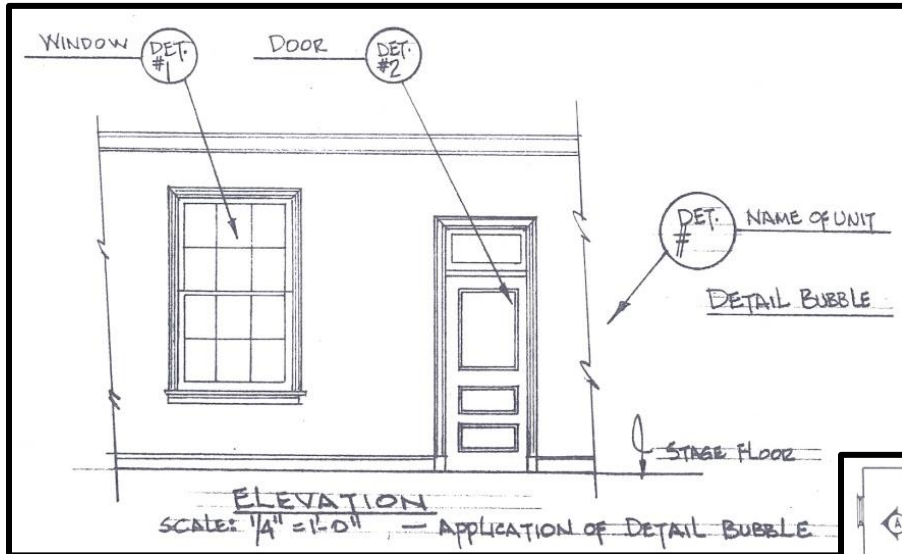 WINDOW
DET. #1
DOOR
DET. #2
DET. #
NAME OF UNIT
DETAIL BUBBLE
STAGE FLOOR
ELEVATION
SCALE: 1/4" = 1'-0" — APPLICATION OF DETAIL BUBBLE
A